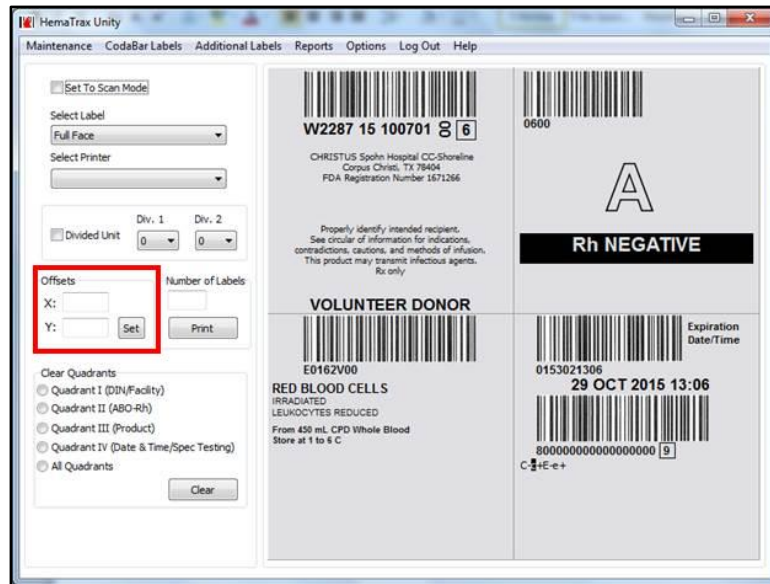 HemaTrax Unity
Maintenance CodaBar Labels Additional Labels Reports Options Log Out Help
Set To Scan Mode
Select Label
Full Face
Select Printer
Div. 1 Div. 2
Divided Unit 0 0
Offsets Number of Labels
X:
Y: Set Print
Clear Quadrants
Quadrant I (DIN/Facility)
Quadrant II (ABO-Rh)
Quadrant III (Product)
Quadrant IV (Date & Time/Spec Testing)
All Quadrants
Clear
W2287 15 100701 00 6
CHRISTUS Spohn Hospital CC-Shoreline
Corpus Christi, TX 78404
FDA Registration Number 1671266
Properly identify intended recipient.
See circular of information for indications,
contradictions, cautions, and methods of infusion.
This product may transmit infectious agents.
Rx only
VOLUNTEER DONOR
0600
A
Rh NEGATIVE
E0162V00
RED BLOOD CELLS
IRRADIATED
LEUKOCYTES REDUCED
From 450 mL CPD Whole Blood
Store at 1 to 6 C
Expiration
Date/Time
0153021306
29 OCT 2015 13:06
800000000000000000 9